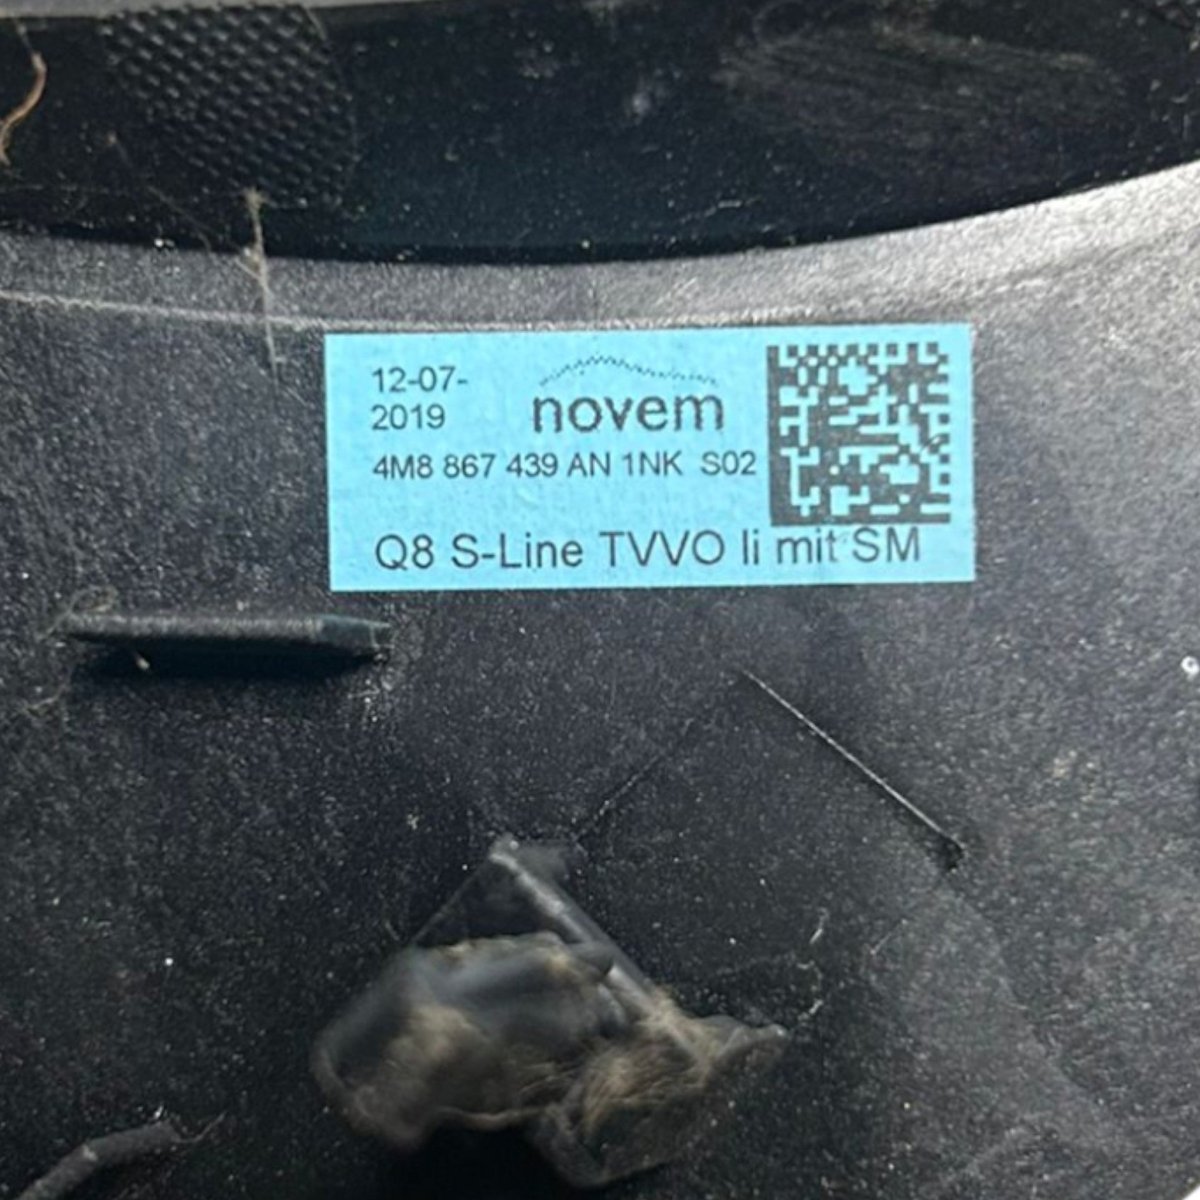 12-07-
2019
novem
4M8 867 439 AN 1NK S02
Q8 S-Line TVVO li mit SM